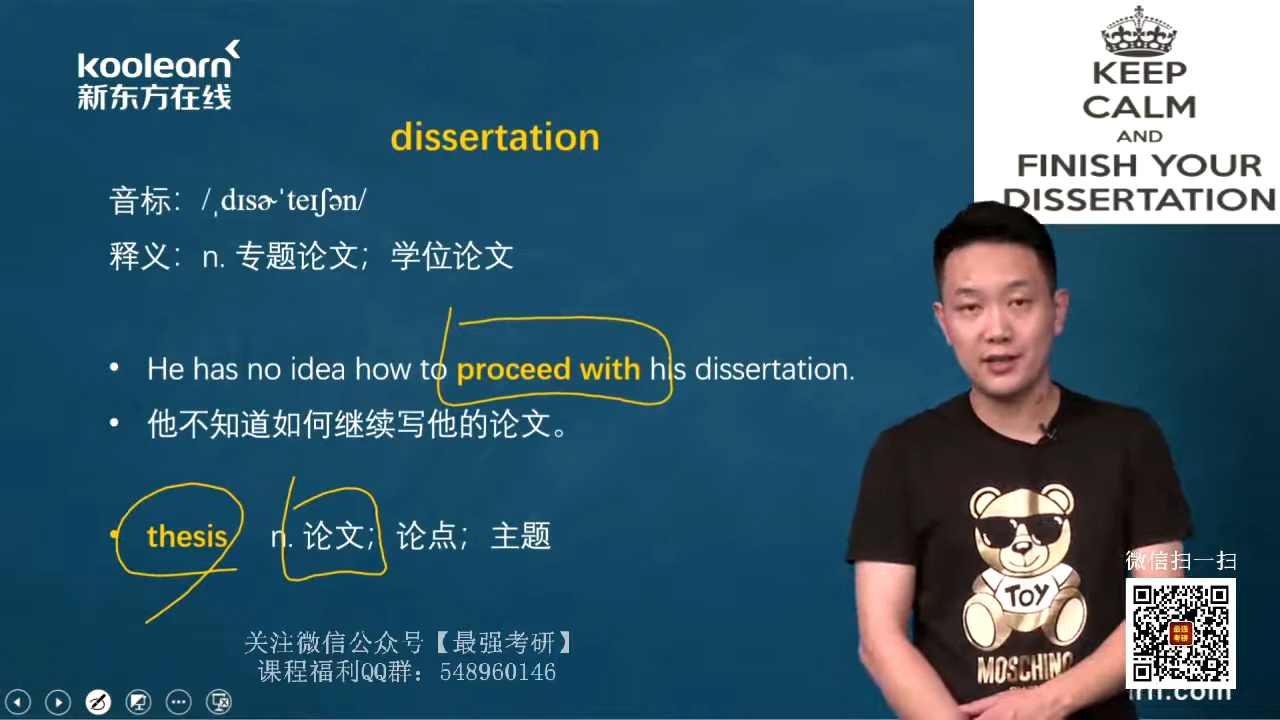 koolearn
新东方在线
KEEP
CALM
AND
FINISH YOUR
DISSERTATION
dissertation
音标：/ˌdɪsɚˈteɪʃən/
释义：n. 专题论文；学位论文
• He has no idea how to proceed with his dissertation.
• 他不知道如何继续写他的论文。
• thesis n. 论文；论点；主题
TOY
MOSCHINO
微信扫一扫
最强
考研
关注微信公众号【最强考研】
课程福利QQ群：548960146